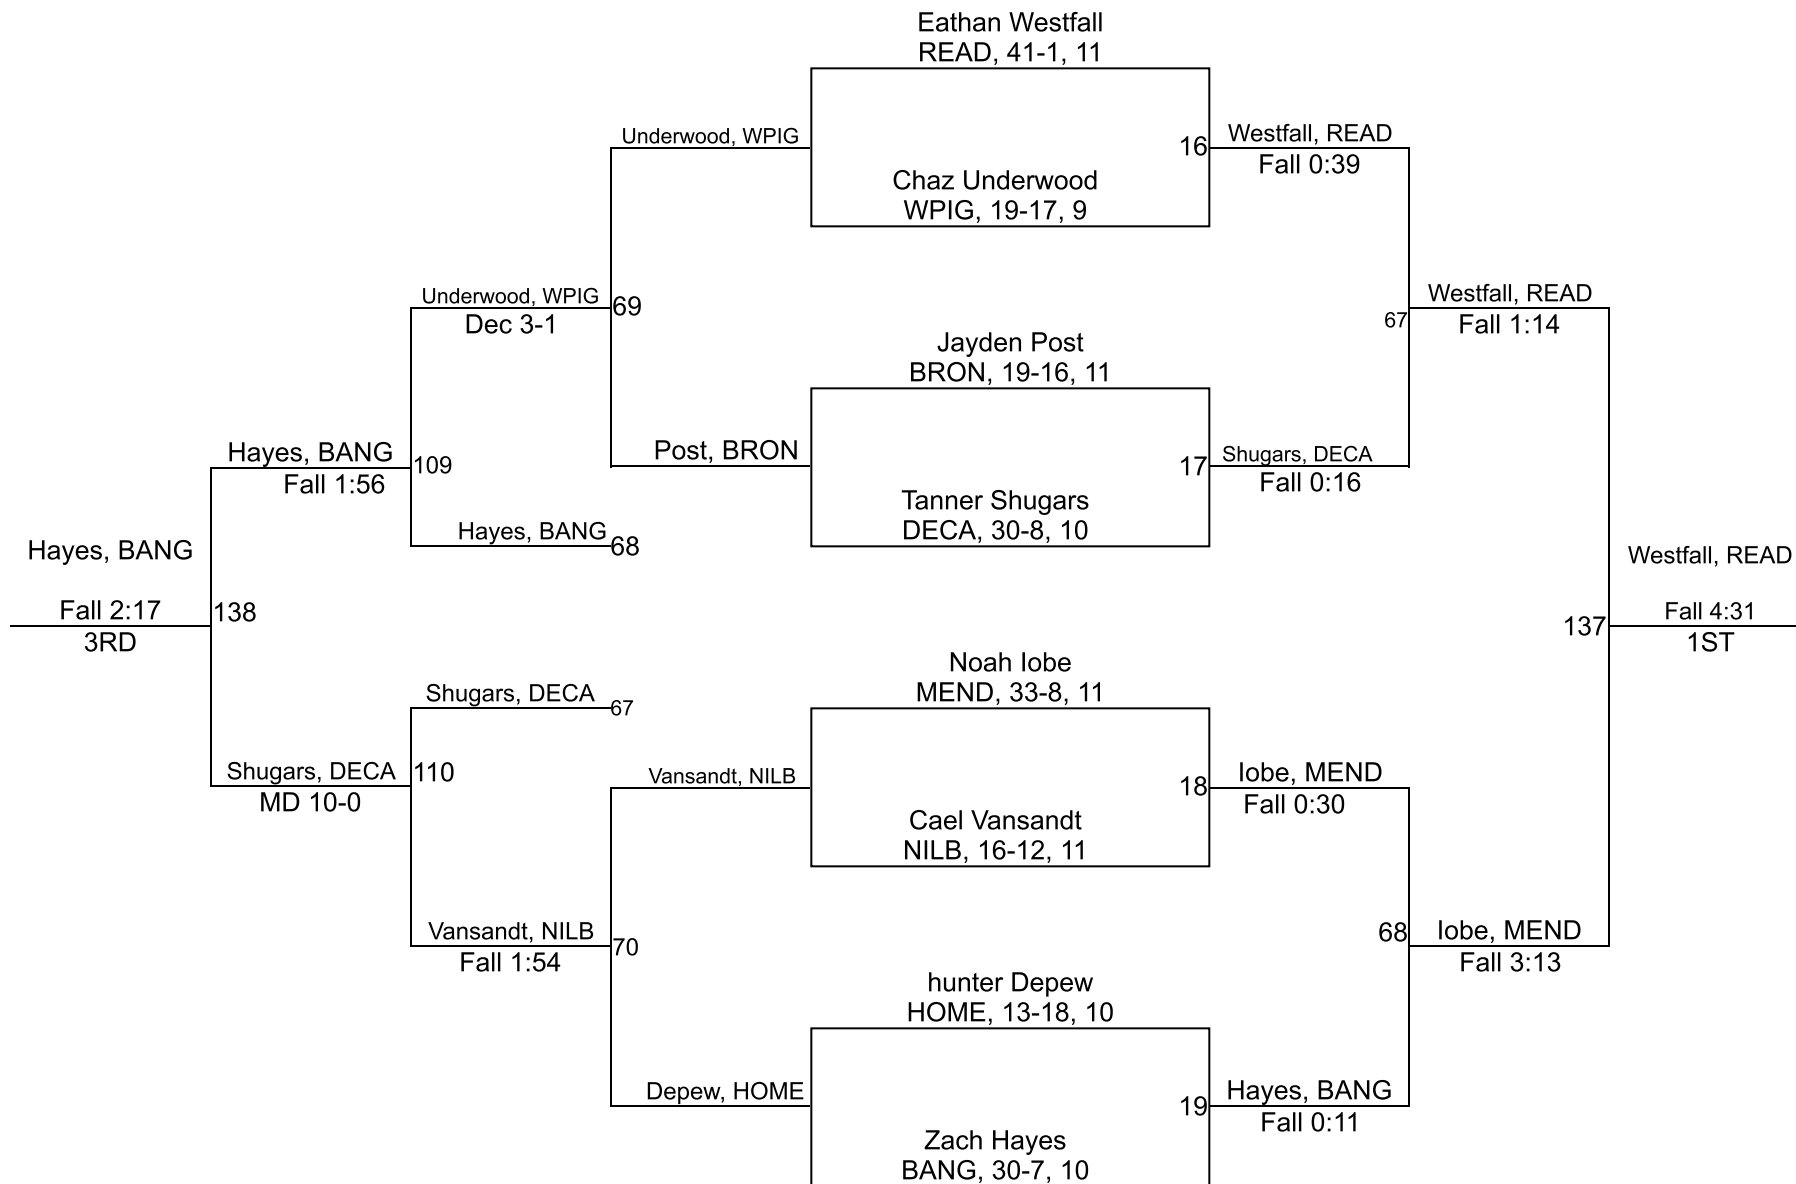 Eathan Westfall
READ, 41-1, 11
Underwood, WPIG
16
Westfall, READ
Fall 0:39
Chaz Underwood
WPIG, 19-17, 9
Underwood, WPIG
Dec 3-1
69
Westfall, READ
Fall 1:14
67
Jayden Post
BRON, 19-16, 11
Hayes, BANG
Fall 1:56
109
Post, BRON
17
Shugars, DECA
Fall 0:16
Tanner Shugars
DECA, 30-8, 10
Hayes, BANG
68
Hayes, BANG
Fall 2:17
3RD
138
Westfall, READ
137
Fall 4:31
1ST
Noah Iobe
MEND, 33-8, 11
Shugars, DECA
67
Shugars, DECA
MD 10-0
110
Vansandt, NILB
18
Iobe, MEND
Fall 0:30
Cael Vansandt
NILB, 16-12, 11
Vansandt, NILB
Fall 1:54
70
68
Iobe, MEND
Fall 3:13
hunter Depew
HOME, 13-18, 10
Depew, HOME
19
Hayes, BANG
Fall 0:11
Zach Hayes
BANG, 30-7, 10